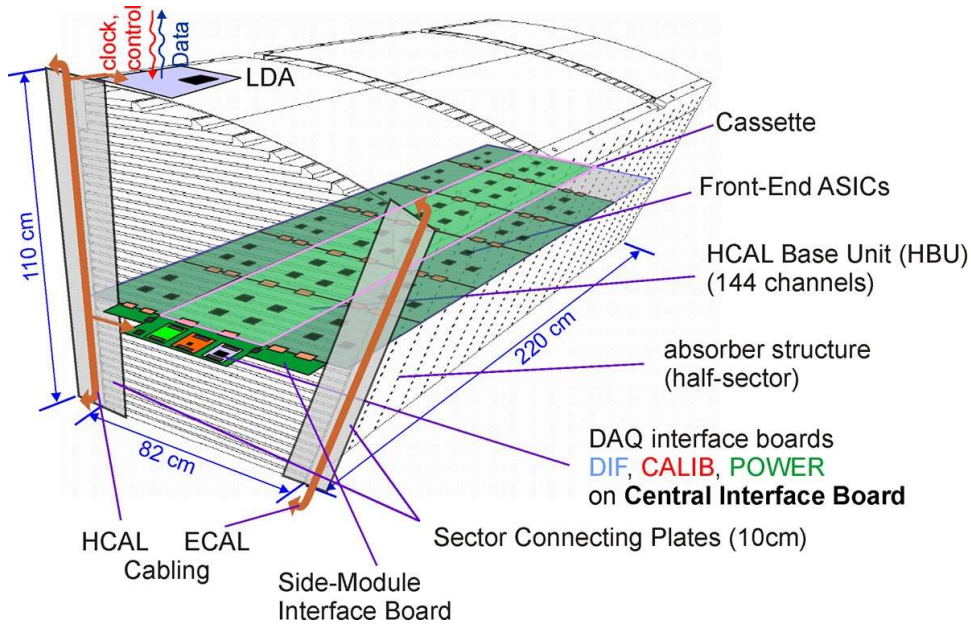 clock,
control
Data
LDA
Cassette
Front-End ASICs
110 cm
HCAL Base Unit (HBU)
(144 channels)
220 cm
absorber structure
(half-sector)
DAQ interface boards
DIF, CALIB, POWER
on Central Interface Board
82 cm
Sector Connecting Plates (10cm)
HCAL ECAL
Cabling
Side-Module
Interface Board